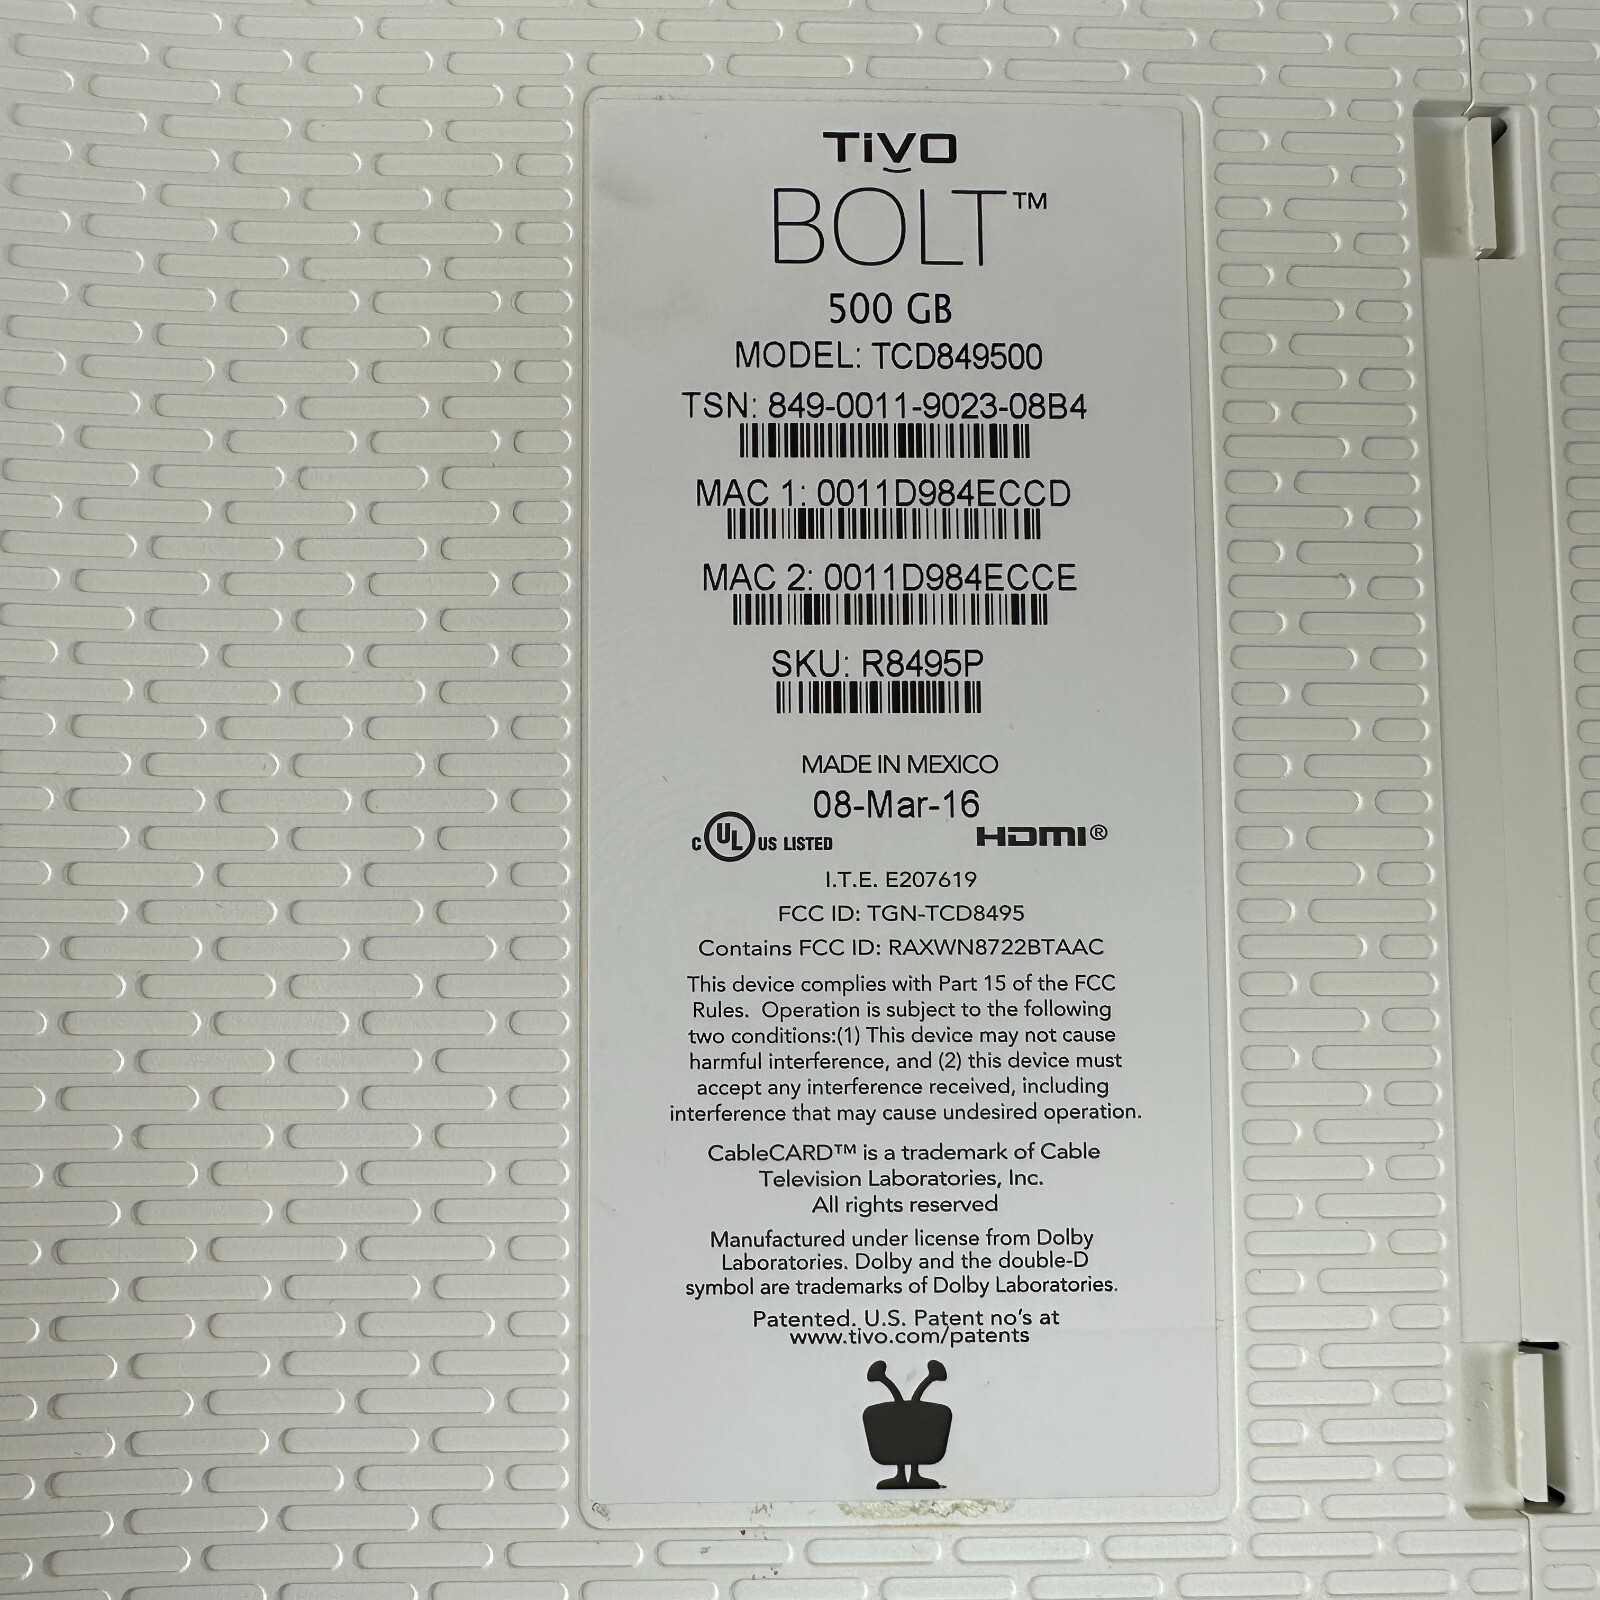 TiVo
BOLT™
500 GB
MODEL: TCD849500
TSN: 849-0011-9023-08B4
MAC 1: 0011D984ECCD
MAC 2: 0011D984ECCE
SKU: R8495P
MADE IN MEXICO
08-Mar-16
C UL US LISTED HDMI®
I.T.E. E207619
FCC ID: TGN-TCD8495
Contains FCC ID: RAXWN8722BTAAC
This device complies with Part 15 of the FCC
Rules. Operation is subject to the following
two conditions:(1) This device may not cause
harmful interference, and (2) this device must
accept any interference received, including
interference that may cause undesired operation.
CableCARD™ is a trademark of Cable
Television Laboratories, Inc.
All rights reserved
Manufactured under license from Dolby
Laboratories. Dolby and the double-D
symbol are trademarks of Dolby Laboratories.
Patented. U.S. Patent no's at
www.tivo.com/patents